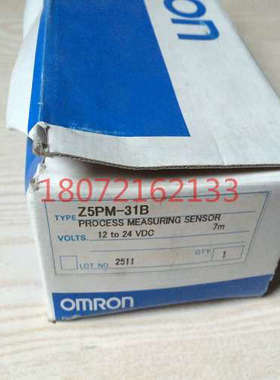 omron
18072162133
TYPE Z5PM-31B
PROCESS MEASURING SENSOR
7m
VOLTS 12 to 24 VDC
LOT NO. 2511 QTY 1
OMRON